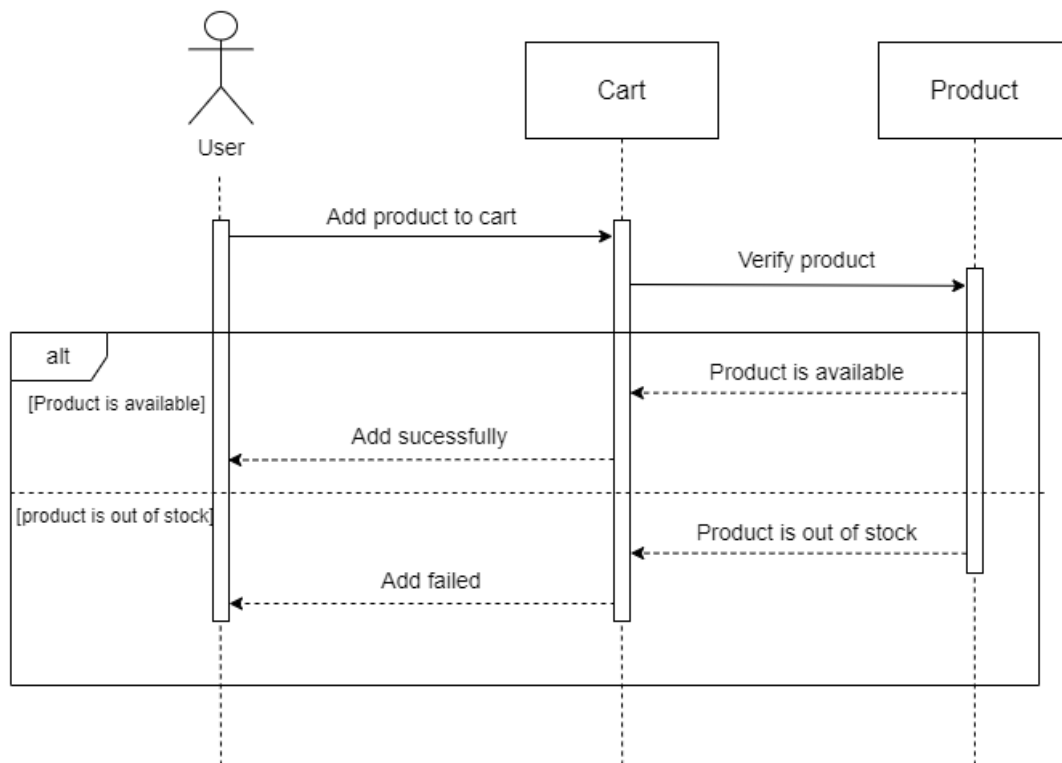 User
Cart
Product
Add product to cart
Verify product
alt
Product is available
[Product is available]
Add sucessfully
[product is out of stock]
Product is out of stock
Add failed